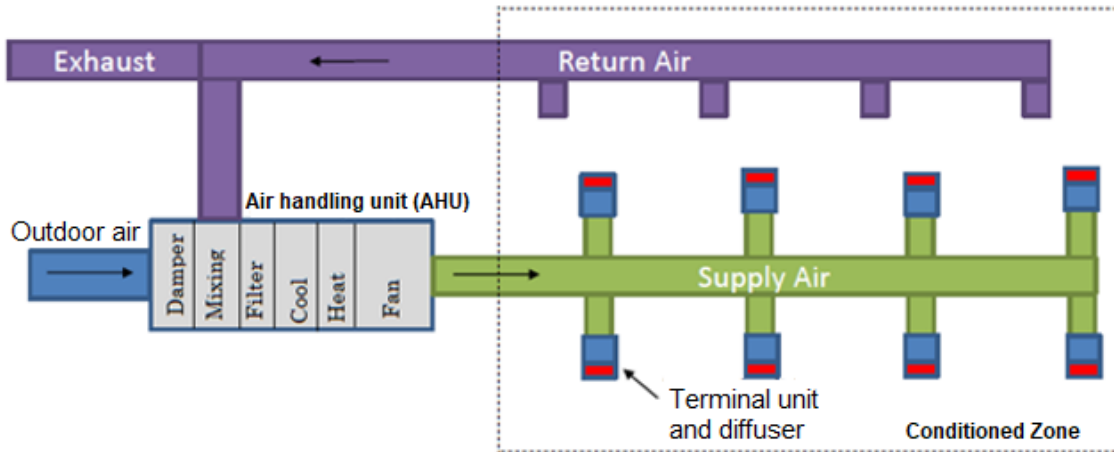 Exhaust
Return Air
Air handling unit (AHU)
Outdoor air
Damper
Mixing
Filter
Cool
Heat
Fan
Supply Air
Terminal unit
and diffuser
Conditioned Zone